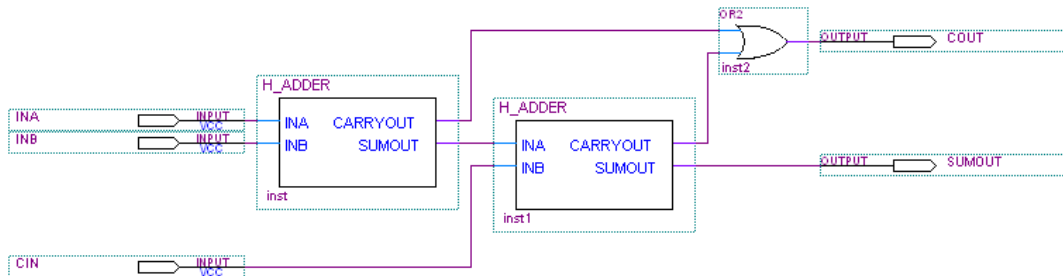 OR2
OUTPUT COUT
inst2
H_ADDER
INA INPUT VCC
INB INPUT VCC
INA CARRYOUT
INB SUMOUT
inst
H_ADDER
INA CARRYOUT
INB SUMOUT
inst1
OUTPUT SUMOUT
CIN INPUT VCC